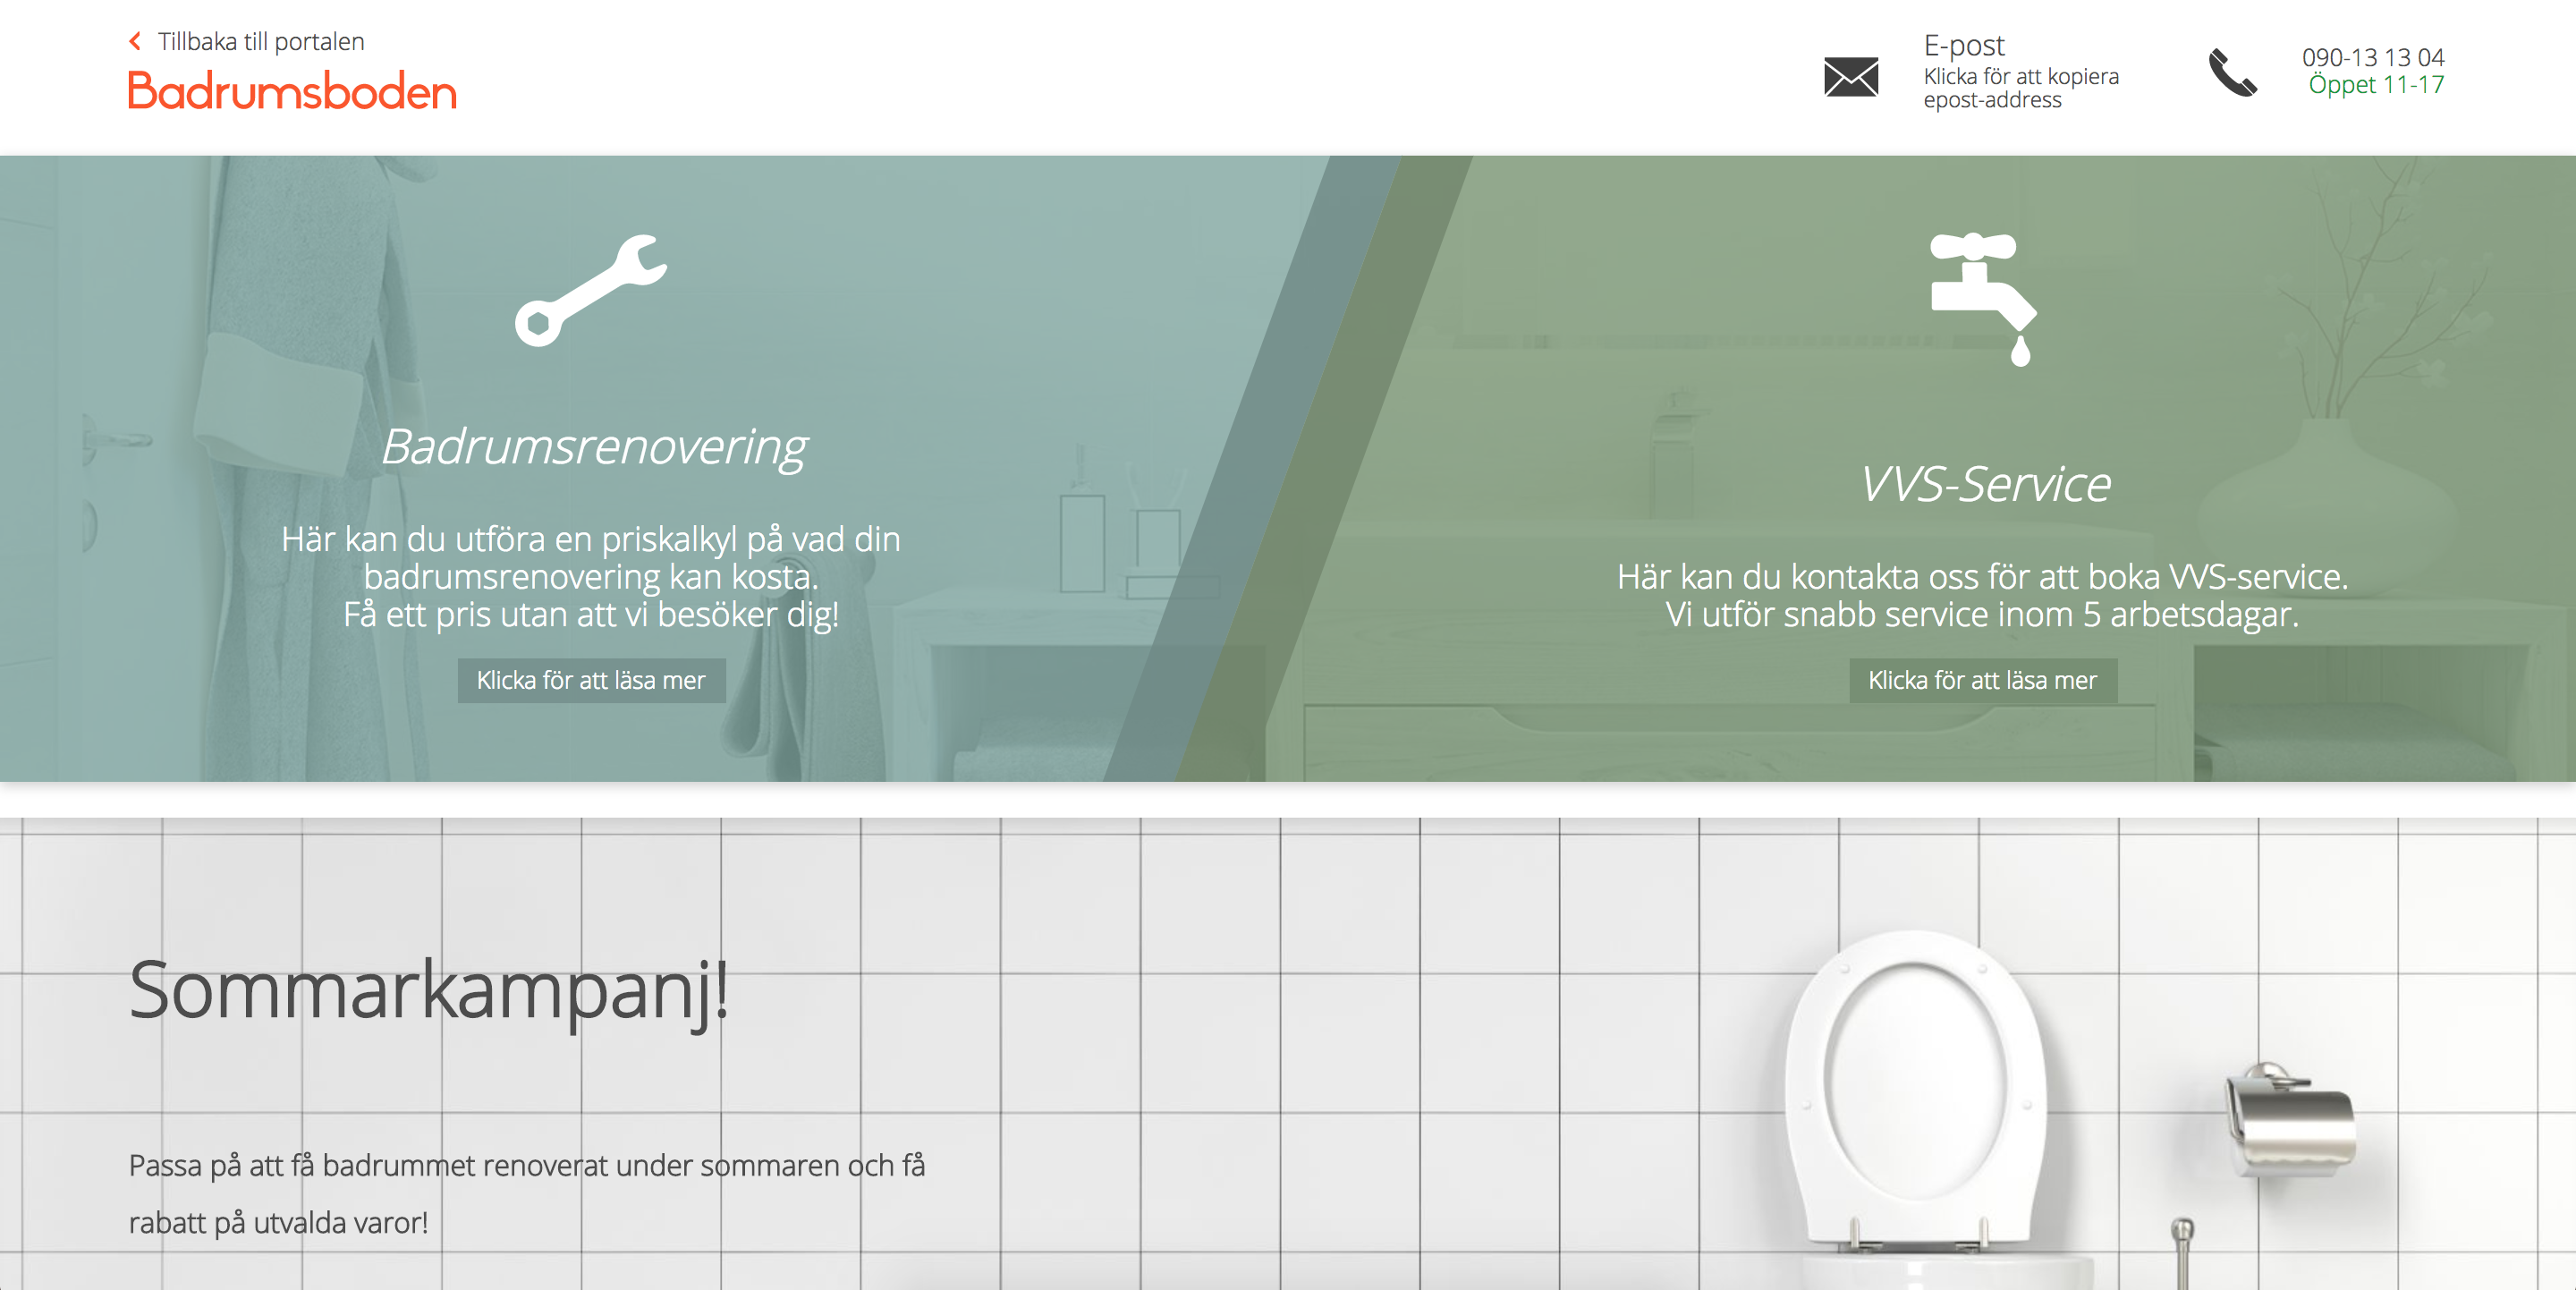 Tillbaka till portalen
Badrumsboden
E-post
Klicka för att kopiera
epost-address
090-13 13 04
Öppet 11-17
Badrumsrenovering
Här kan du utföra en priskalkyl på vad din
badrumsrenovering kan kosta.
Få ett pris utan att vi besöker dig!
Klicka för att läsa mer
VVS-Service
Här kan du kontakta oss för att boka VVS-service.
Vi utför snabb service inom 5 arbetsdagar.
Klicka för att läsa mer
Sommarkampanj!
Passa på att få badrummet renoverat under sommaren och få
rabatt på utvalda varor!